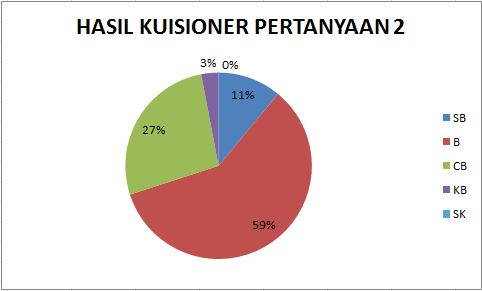 HASIL KUISIONER PERTANYAAN 2
3% 0%
11%
27%
59%
SB
B
CB
KB
SK